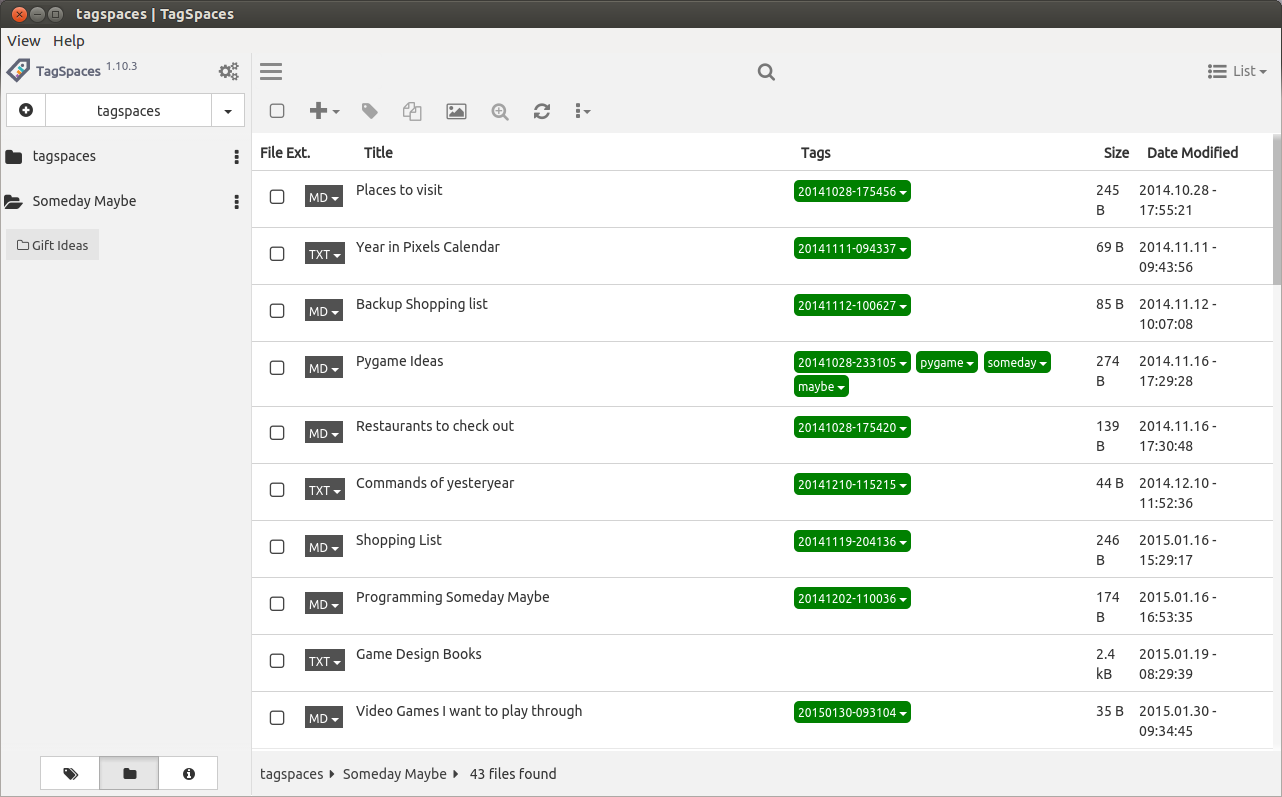 tagspaces | TagSpaces
View Help
TagSpaces 1.10.3
List
tagspaces
tagspaces
Someday Maybe
Gift Ideas
File Ext. Title Tags Size Date Modified
MD Places to visit 20141028-175456 245 2014.10.28 -
B 17:55:21
TXT Year in Pixels Calendar 20141111-094337 69 B 2014.11.11 -
09:43:56
MD Backup Shopping list 20141112-100627 85 B 2014.11.12 -
10:07:08
MD Pygame Ideas 20141028-233105 pygame someday 274 2014.11.16 -
maybe B 17:29:28
MD Restaurants to check out 20141028-175420 139 2014.11.16 -
B 17:30:48
TXT Commands of yesteryear 20141210-115215 44 B 2014.12.10 -
11:52:36
MD Shopping List 20141119-204136 246 2015.01.16 -
B 15:29:17
MD Programming Someday Maybe 20141202-110036 174 2015.01.16 -
B 16:53:35
TXT Game Design Books 2.4 2015.01.19 -
kB 08:29:39
MD Video Games I want to play through 20150130-093104 35 B 2015.01.30 -
09:34:45
tagspaces Someday Maybe 43 files found